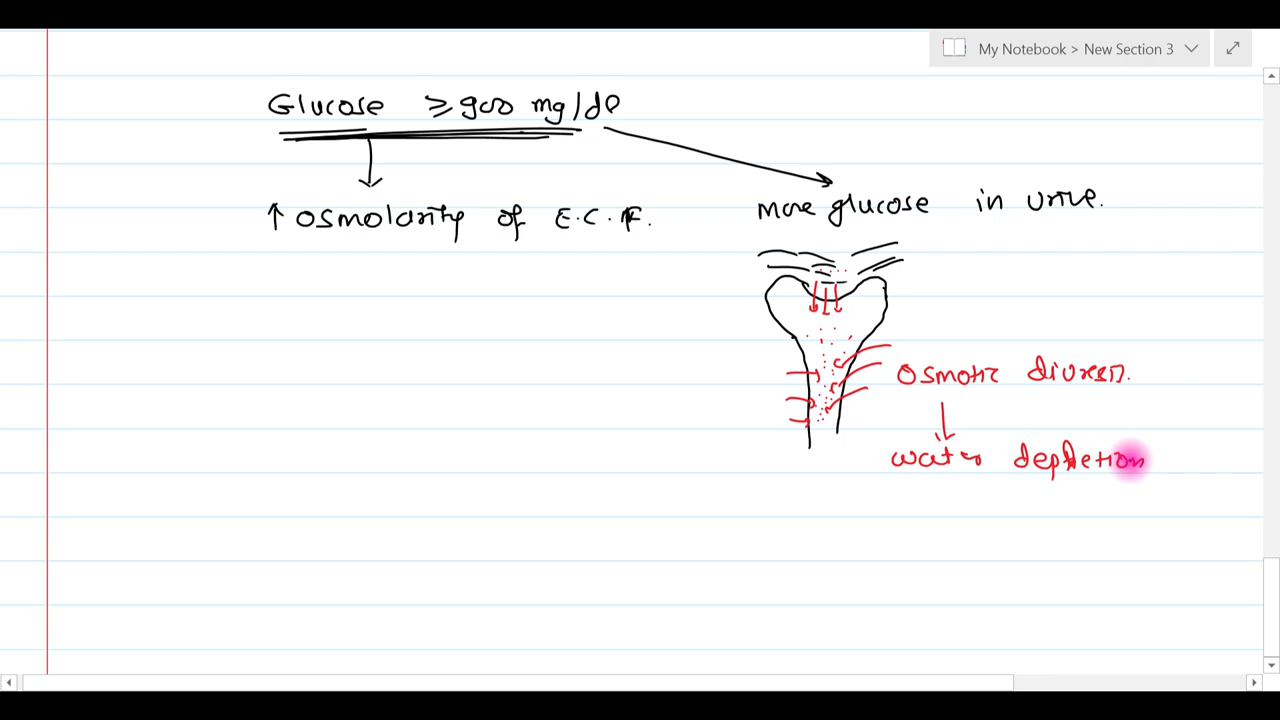 My Notebook > New Section 3
Glucose ≥ 900 mg/dl
↑ osmolarity of E.C.F.
more glucose in urine.
osmotic diuresis.
water depletion